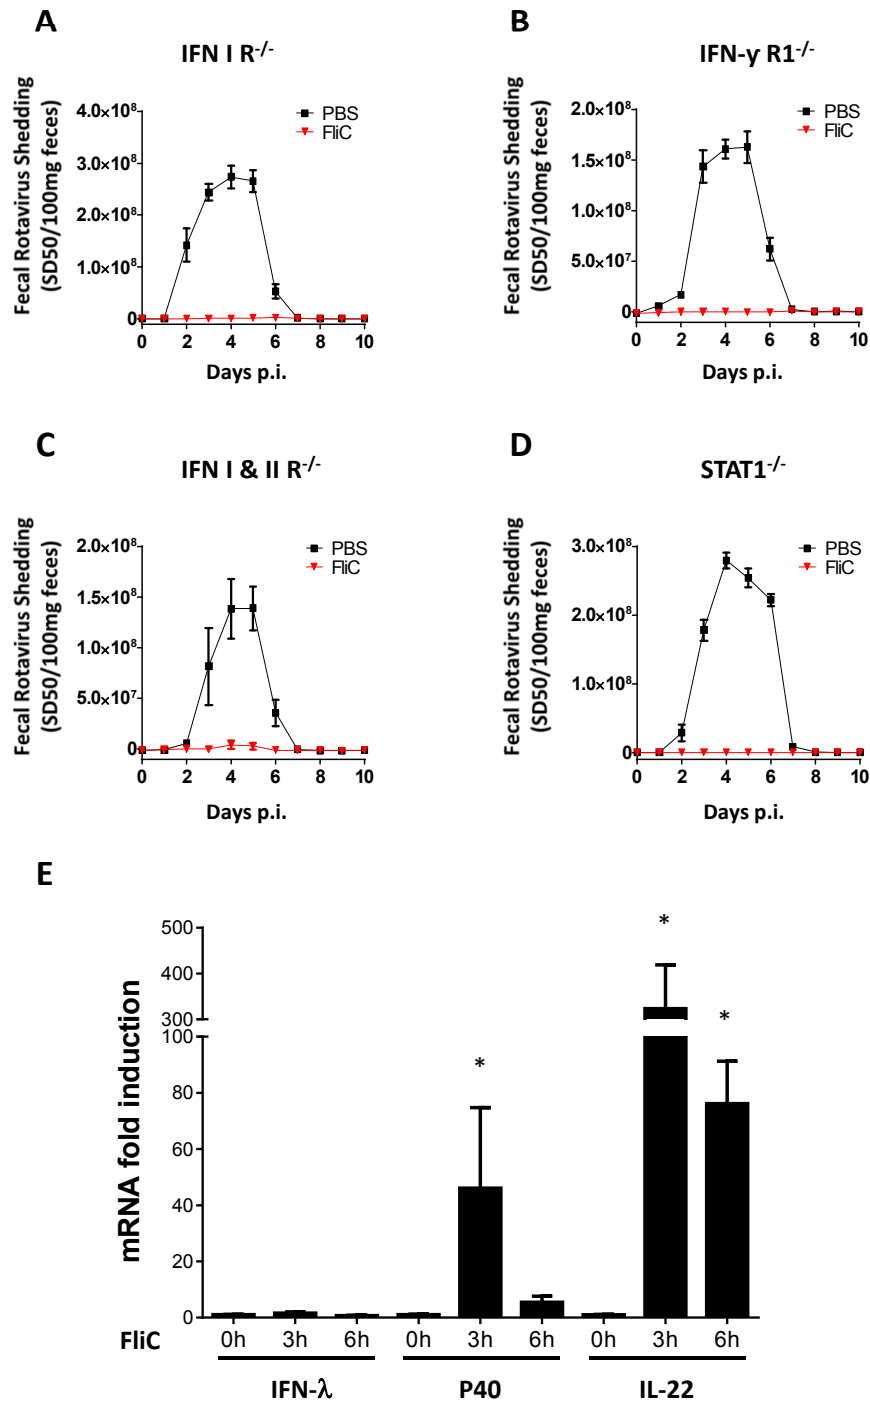 A
IFN I R-/-
Fecal Rotavirus Shedding
(SD50/100mg feces)
4.0×10⁸
3.0×10⁸
2.0×10⁸
1.0×10⁸
0
PBS
FliC
0 2 4 6 8 10
Days p.i.
B
IFN-γ R1-/-
Fecal Rotavirus Shedding
(SD50/100mg feces)
2.0×10⁸
1.5×10⁸
1.0×10⁸
5.0×10⁷
0
PBS
FliC
0 2 4 6 8 10
Days p.i.
C
IFN I & II R-/-
Fecal Rotavirus Shedding
(SD50/100mg feces)
2.0×10⁸
1.5×10⁸
1.0×10⁸
5.0×10⁷
0
PBS
FliC
0 2 4 6 8 10
Days p.i.
D
STAT1-/-
Fecal Rotavirus Shedding
(SD50/100mg feces)
3.0×10⁸
2.0×10⁸
1.0×10⁸
0
PBS
FliC
0 2 4 6 8 10
Days p.i.
E
mRNA fold induction
500
400
300
100
80
60
40
20
0
*
*
*
FliC 0h 3h 6h 0h 3h 6h 0h 3h 6h
IFN-λ P40 IL-22